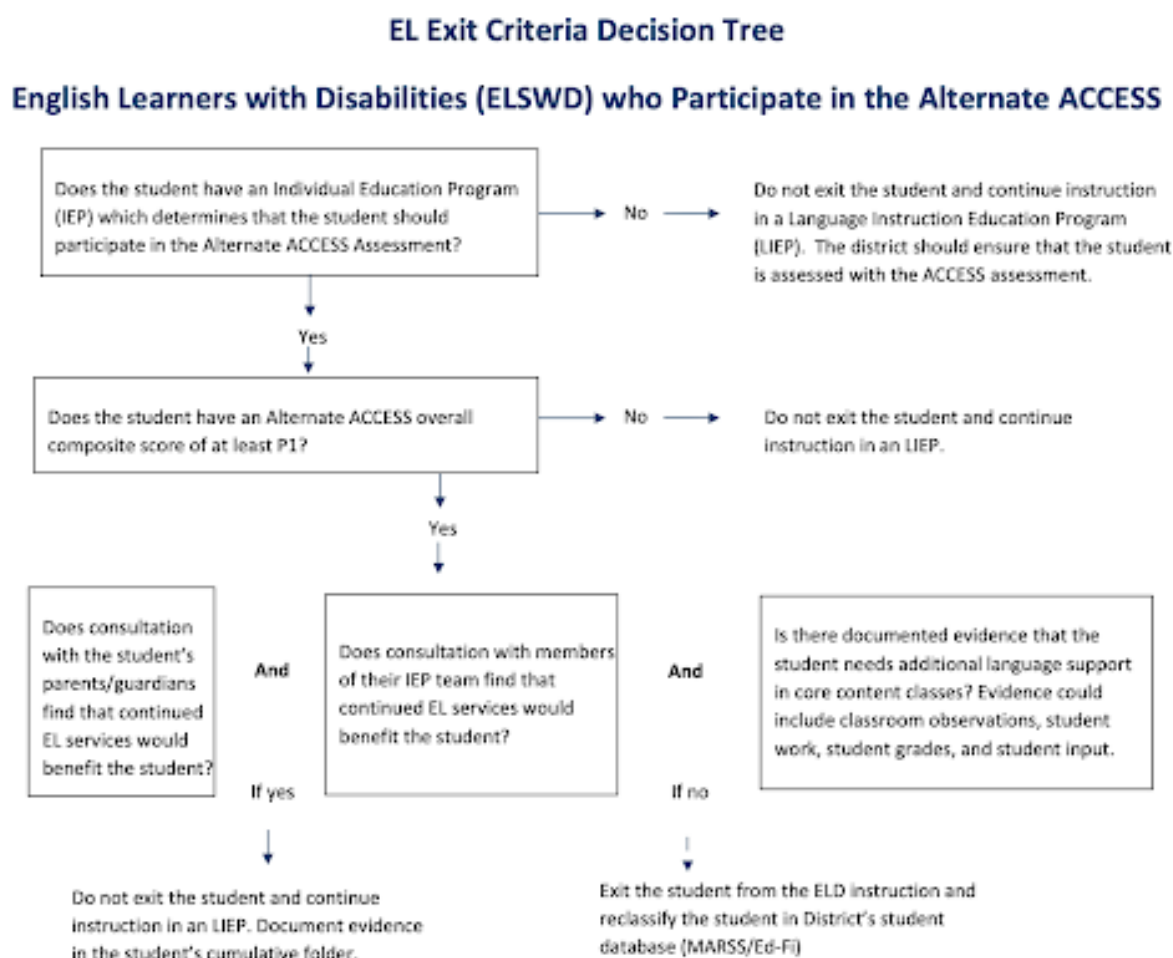 EL Exit Criteria Decision Tree
English Learners with Disabilities (ELSWD) who Participate in the Alternate ACCESS
Does the student have an Individual Education Program
(IEP) which determines that the student should
participate in the Alternate ACCESS Assessment?
No
Do not exit the student and continue instruction
in a Language Instruction Education Program
(LIEP). The district should ensure that the student
is assessed with the ACCESS assessment.
Yes
Does the student have an Alternate ACCESS overall
composite score of at least P1?
No
Do not exit the student and continue
instruction in an LIEP.
Yes
Does consultation
with the student's
parents/guardians
find that continued
EL services would
benefit the student?
And
Does consultation with members
of their IEP team find that
continued EL services would
benefit the student?
And
Is there documented evidence that the
student needs additional language support
in core content classes? Evidence could
include classroom observations, student
work, student grades, and student input.
If yes
If no
Do not exit the student and continue
instruction in an LIEP. Document evidence
in the student's cumulative folder.
Exit the student from the ELD instruction and
reclassify the student in District's student
database (MARSS/Ed-Fi)